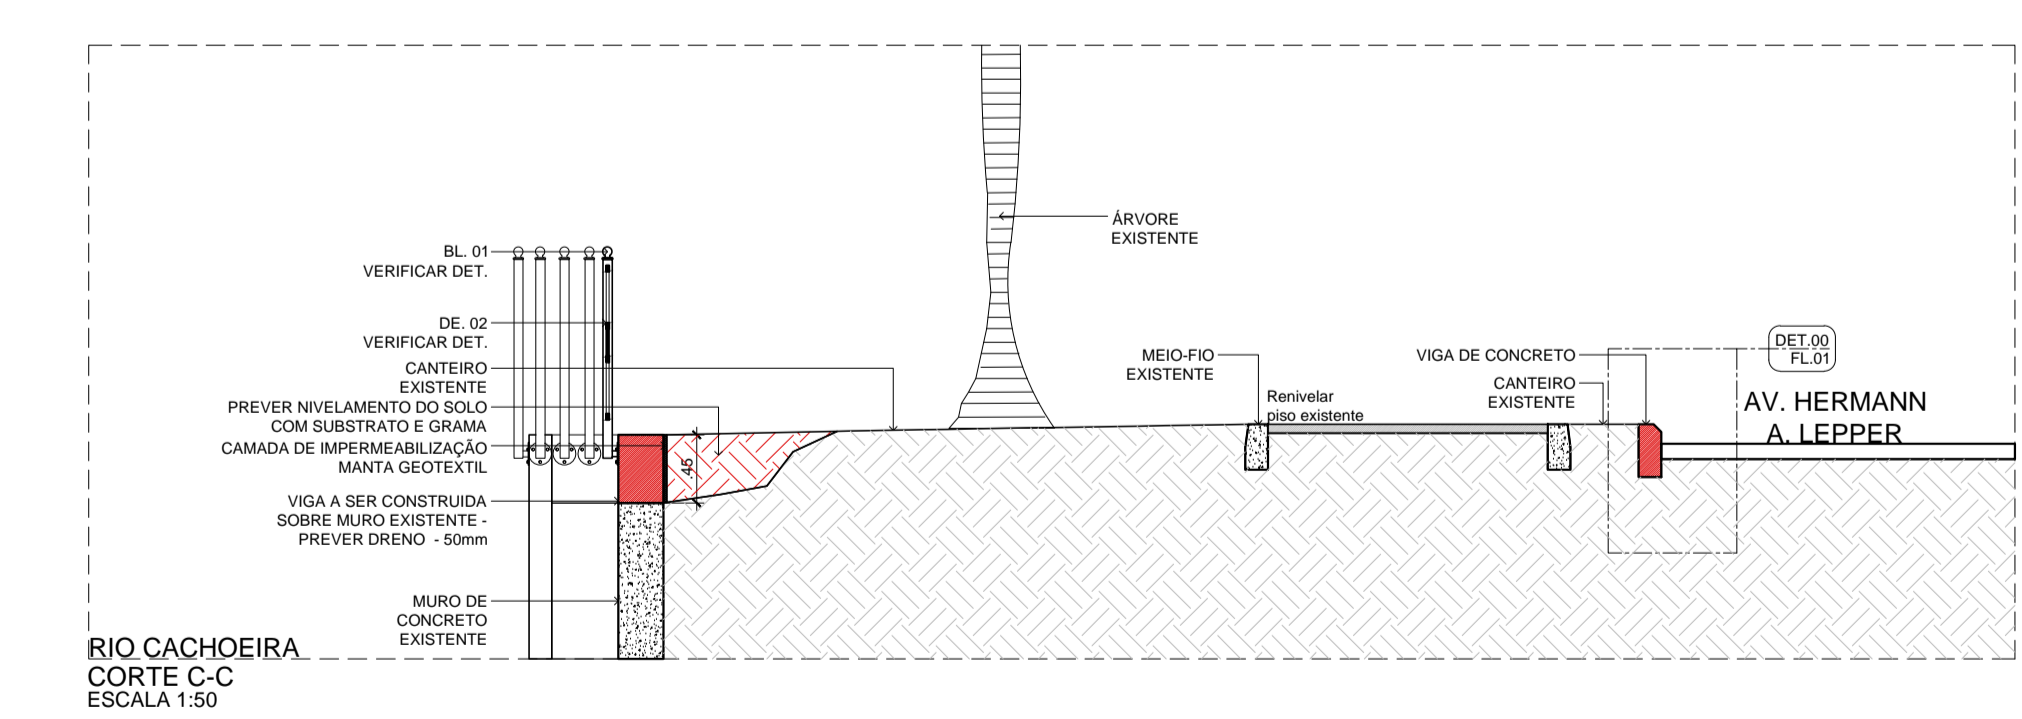 BL. 01
VERIFICAR DET.
DE. 02
VERIFICAR DET.
CANTEIRO
EXISTENTE
PREVER NIVELAMENTO DO SOLO
COM SUBSTRATO E GRAMA
CAMADA DE IMPERMEABILIZAÇÃO
MANTA GEOTEXTIL
VIGA A SER CONSTRUIDA
SOBRE MURO EXISTENTE -
PREVER DRENO - 50mm
MURO DE
CONCRETO
EXISTENTE
.45
ÁRVORE
EXISTENTE
MEIO-FIO
EXISTENTE
Renivelar
piso existente
VIGA DE CONCRETO
CANTEIRO
EXISTENTE
DET.00
FL.01
AV. HERMANN
A. LEPPER
RIO CACHOEIRA
CORTE C-C
ESCALA 1:50